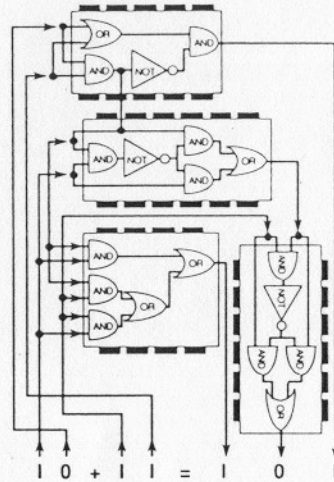 OR
AND
AND
NOT
AND
AND
NOT
AND
OR
AND
OR
AND
OR
AND
AND
NOT
AND
AND
OR
1 0 + 1 1 = 1 0